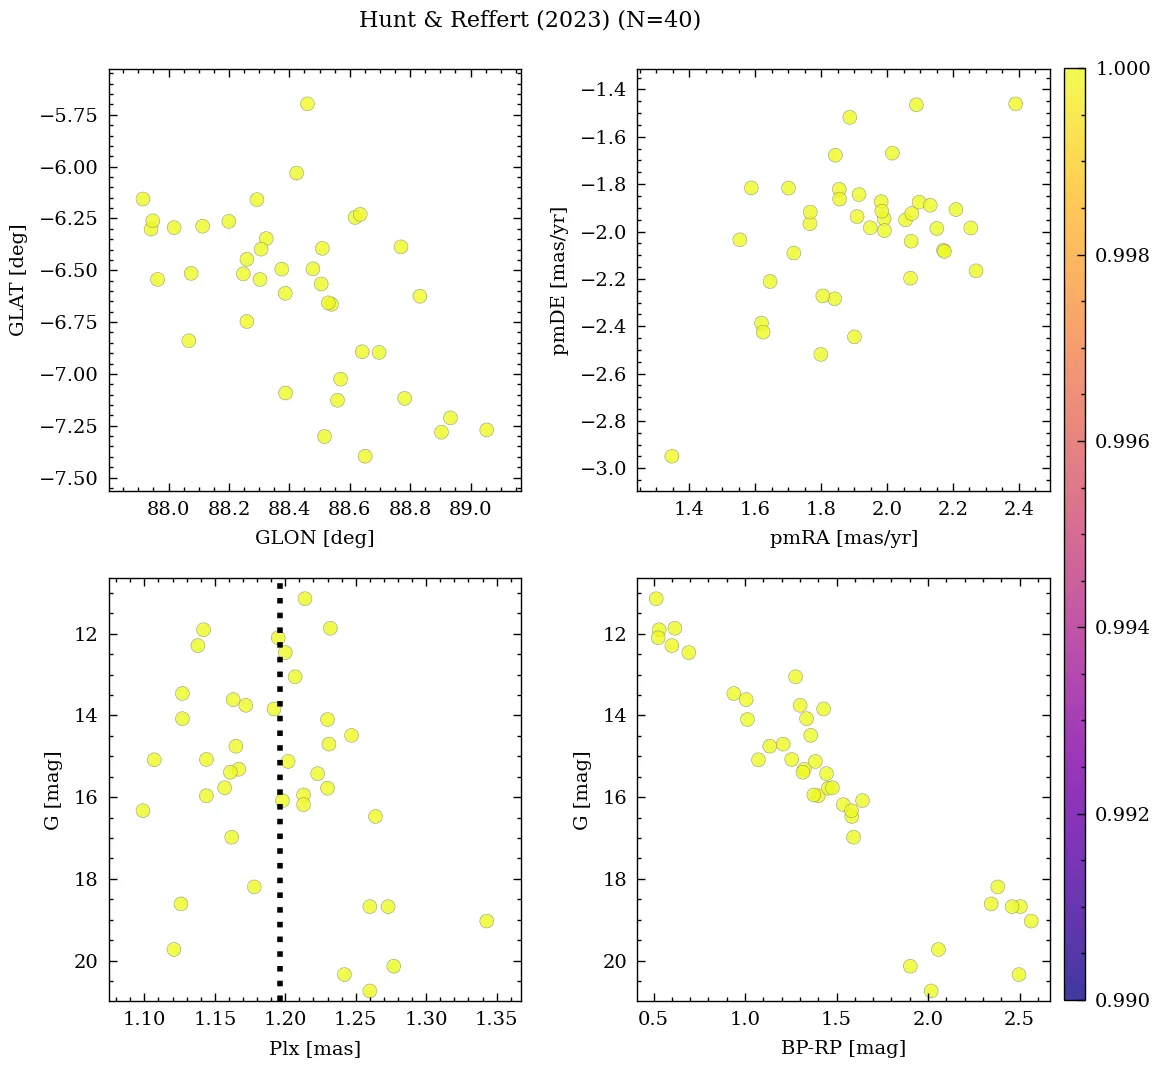 Hunt & Reffert (2023) (N=40)
−5.75
−6.00
−6.25
−6.50
−6.75
−7.00
−7.25
−7.50
GLAT [deg]
88.0 88.2 88.4 88.6 88.8 89.0
GLON [deg]
−1.4
−1.6
−1.8
−2.0
−2.2
−2.4
−2.6
−2.8
−3.0
pmDE [mas/yr]
1.4 1.6 1.8 2.0 2.2 2.4
pmRA [mas/yr]
12
14
16
18
20
G [mag]
1.10 1.15 1.20 1.25 1.30 1.35
Plx [mas]
12
14
16
18
20
G [mag]
0.5 1.0 1.5 2.0 2.5
BP-RP [mag]
1.000
0.998
0.996
0.994
0.992
0.990